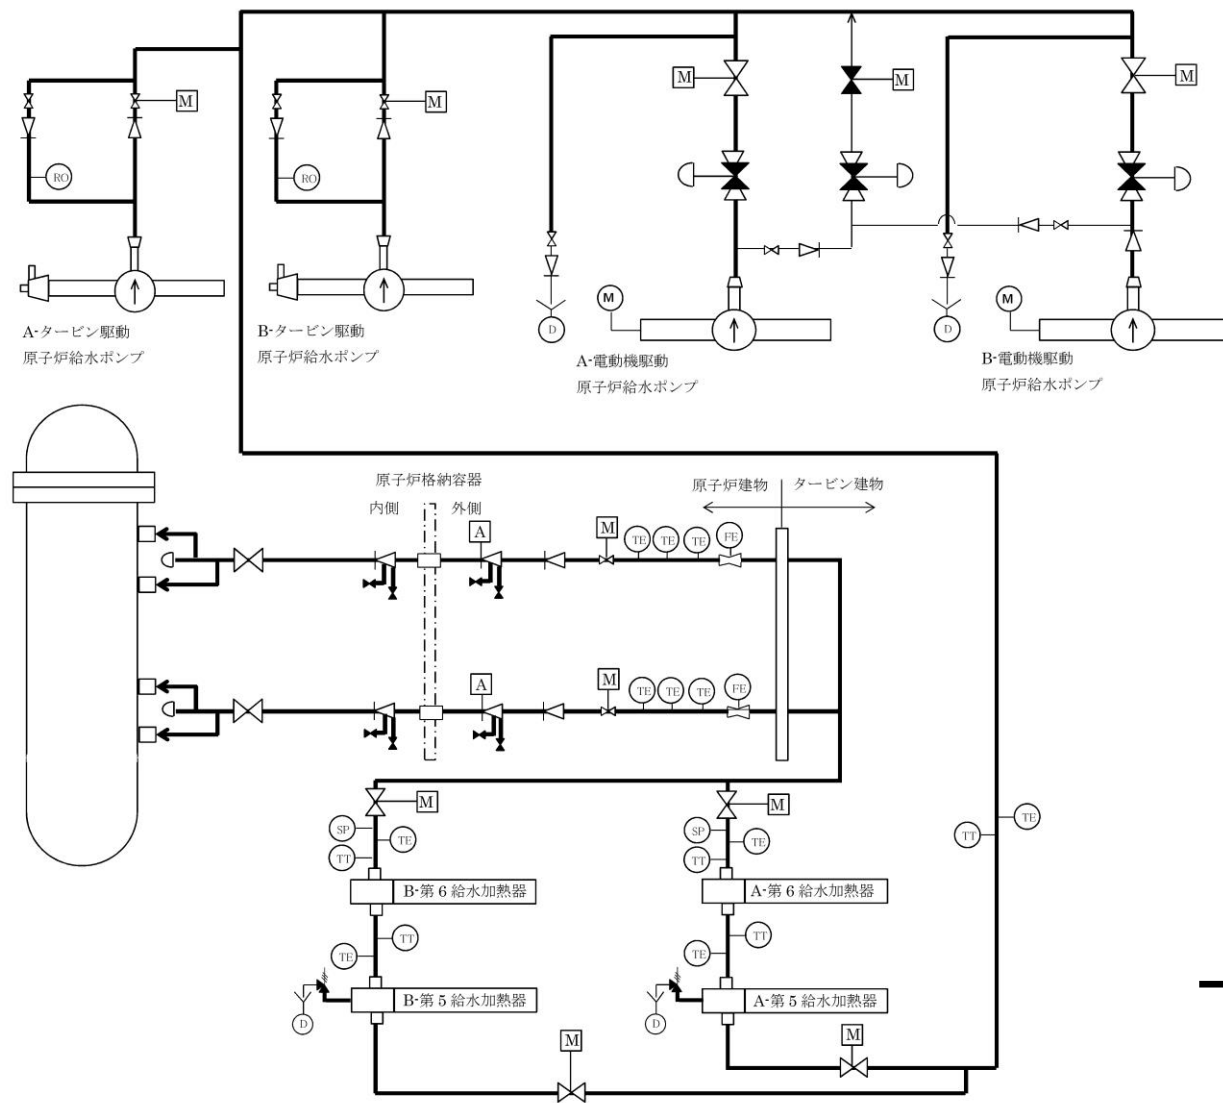 M
M
M
M
M
M
RO
RO
M
M
D
D
A-タービン駆動
原子炉給水ポンプ
B-タービン駆動
原子炉給水ポンプ
A-電動機駆動
原子炉給水ポンプ
B-電動機駆動
原子炉給水ポンプ
原子炉格納容器
内側
外側
原子炉建物
タービン建物
A
M
TE
TE
TE
FE
A
M
TE
TE
TE
FE
M
M
SP
TE
TT
SP
TE
TT
TT
TE
B-第6給水加熱器
A-第6給水加熱器
TT
TE
TT
TE
B-第5給水加熱器
A-第5給水加熱器
D
D
M
M